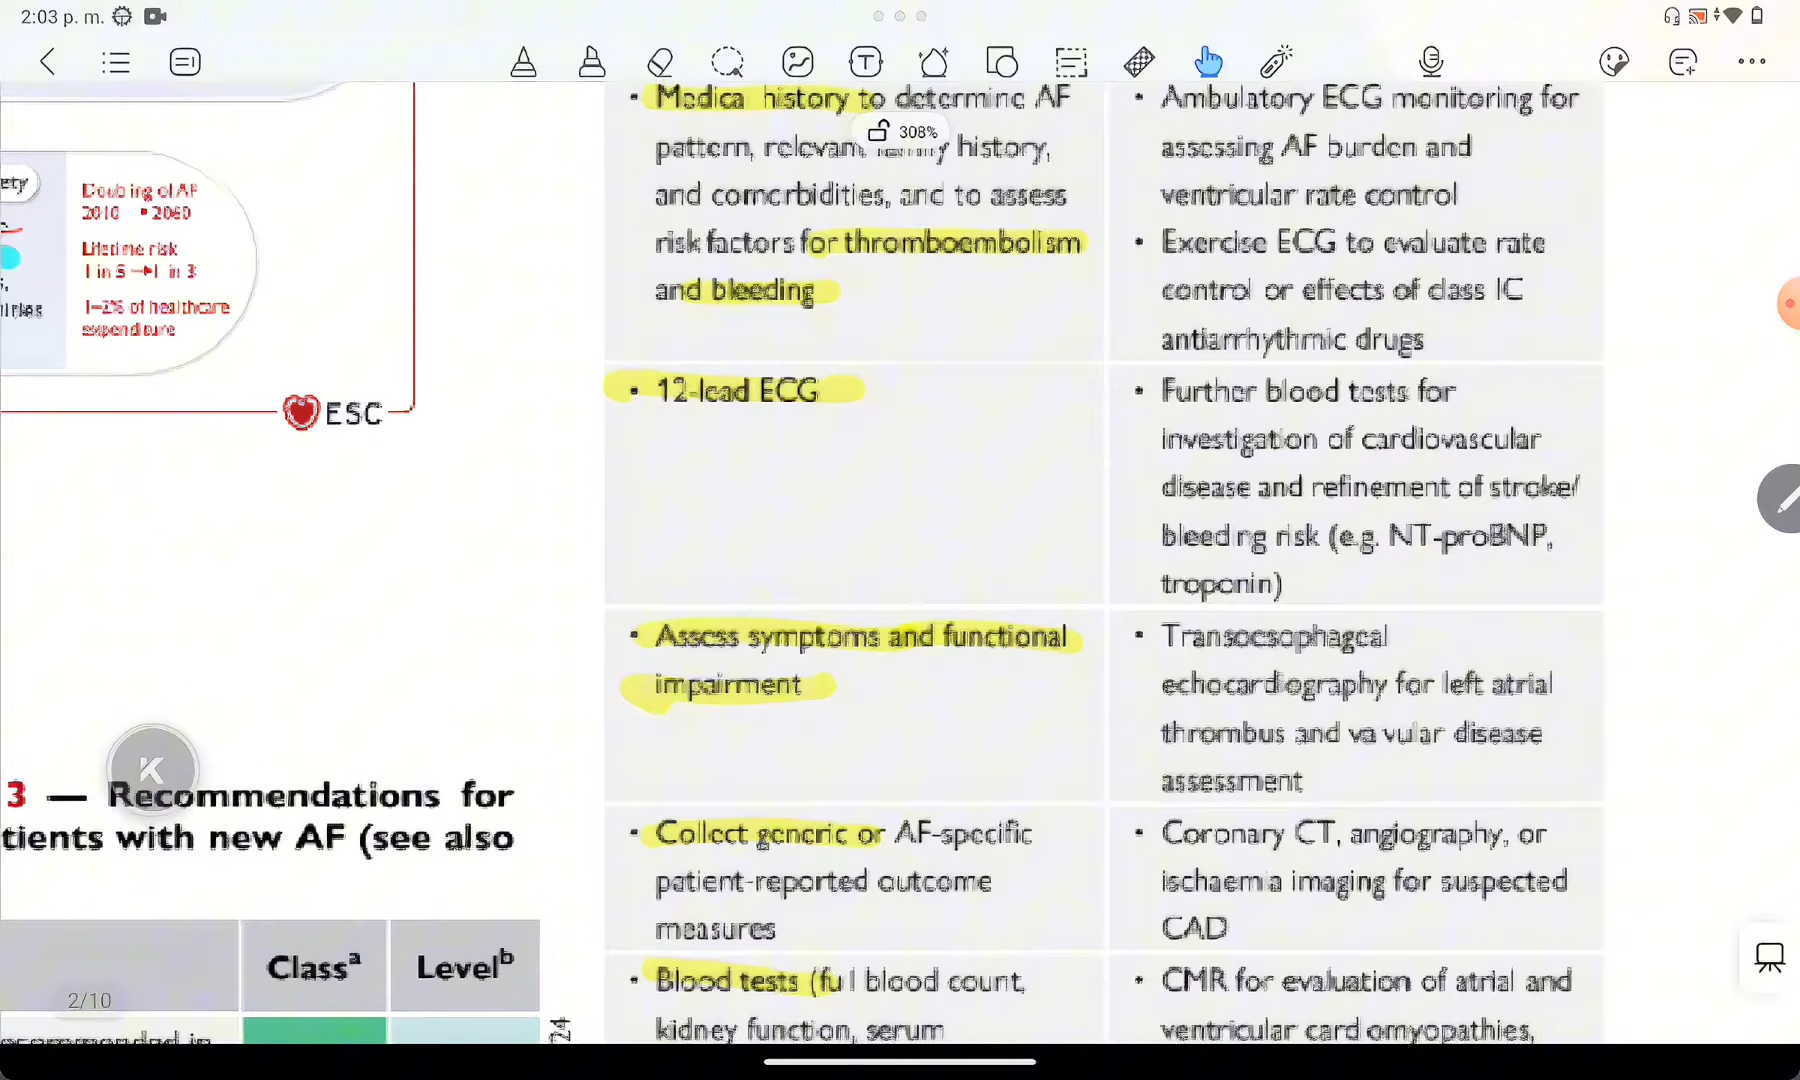 2:03 p. m.
308%
ety
Doubling of AF
2010 • 2060
Lifetime risk
1 in 5 → 1 in 3
1–2% of healthcare
expenditure
ESC
K
3 — Recommendations for
tients with new AF (see also
Classᵃ Levelᵇ
2/10
24
• Medical history to determine AF
pattern, relevant history,
and comorbidities, and to assess
risk factors for thromboembolism
and bleeding
• 12-lead ECG
• Assess symptoms and functional
impairment
• Collect generic or AF-specific
patient-reported outcome
measures
• Blood tests (full blood count,
kidney function, serum
• Ambulatory ECG monitoring for
assessing AF burden and
ventricular rate control
• Exercise ECG to evaluate rate
control or effects of class IC
antiarrhythmic drugs
• Further blood tests for
investigation of cardiovascular
disease and refinement of stroke/
bleeding risk (e.g. NT-proBNP,
troponin)
• Transoesophageal
echocardiography for left atrial
thrombus and valvular disease
assessment
• Coronary CT, angiography, or
ischaemia imaging for suspected
CAD
• CMR for evaluation of atrial and
ventricular cardiomyopathies,